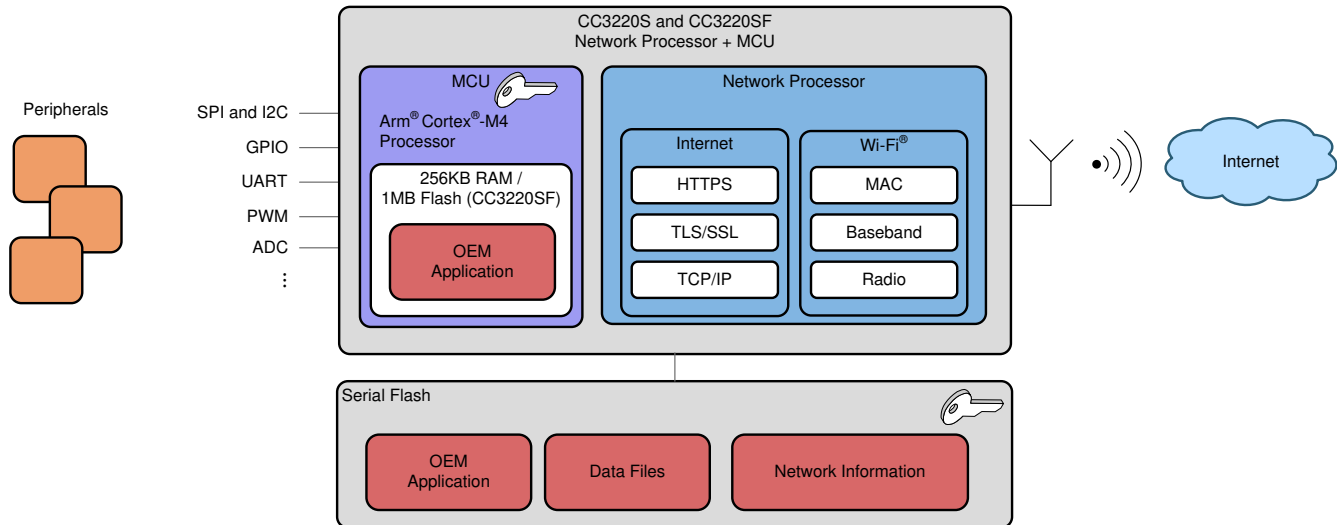 CC3220S and CC3220SF
Network Processor + MCU
Peripherals
SPI and I2C
GPIO
UART
PWM
ADC
⋮
MCU
Arm® Cortex®-M4
Processor
256KB RAM /
1MB Flash (CC3220SF)
OEM
Application
Network Processor
Internet
HTTPS
TLS/SSL
TCP/IP
Wi-Fi®
MAC
Baseband
Radio
Internet
Serial Flash
OEM
Application
Data Files
Network Information